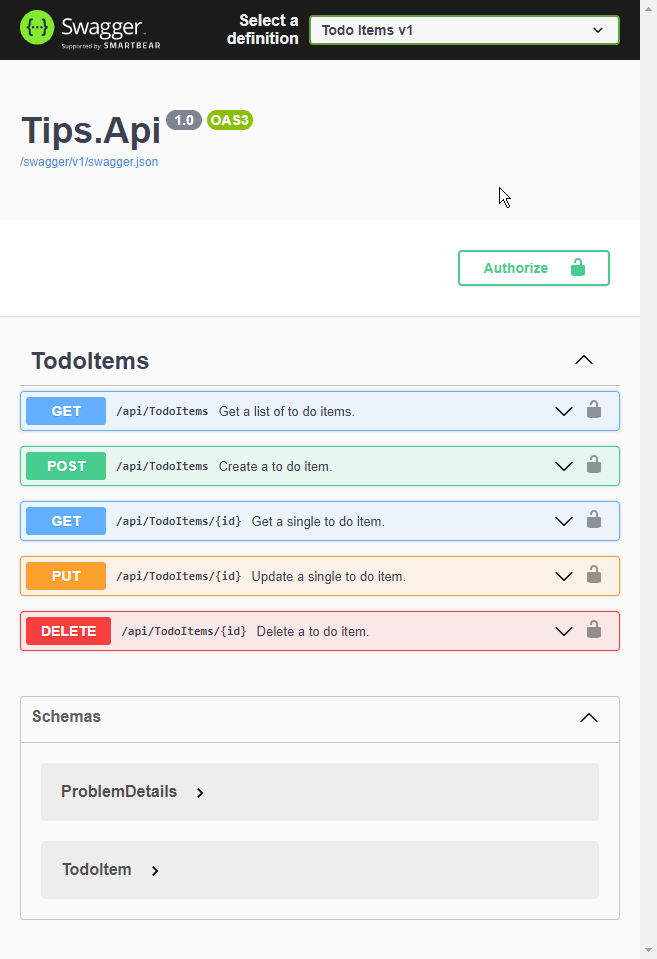 Swagger
Supported by SMARTBEAR
Select a
definition
Todo Items v1
Tips.Api 1.0 OAS3
/swagger/v1/swagger.json
Authorize
TodoItems
GET /api/TodoItems Get a list of to do items.
POST /api/TodoItems Create a to do item.
GET /api/TodoItems/{id} Get a single to do item.
PUT /api/TodoItems/{id} Update a single to do item.
DELETE /api/TodoItems/{id} Delete a to do item.
Schemas
ProblemDetails
TodoItem